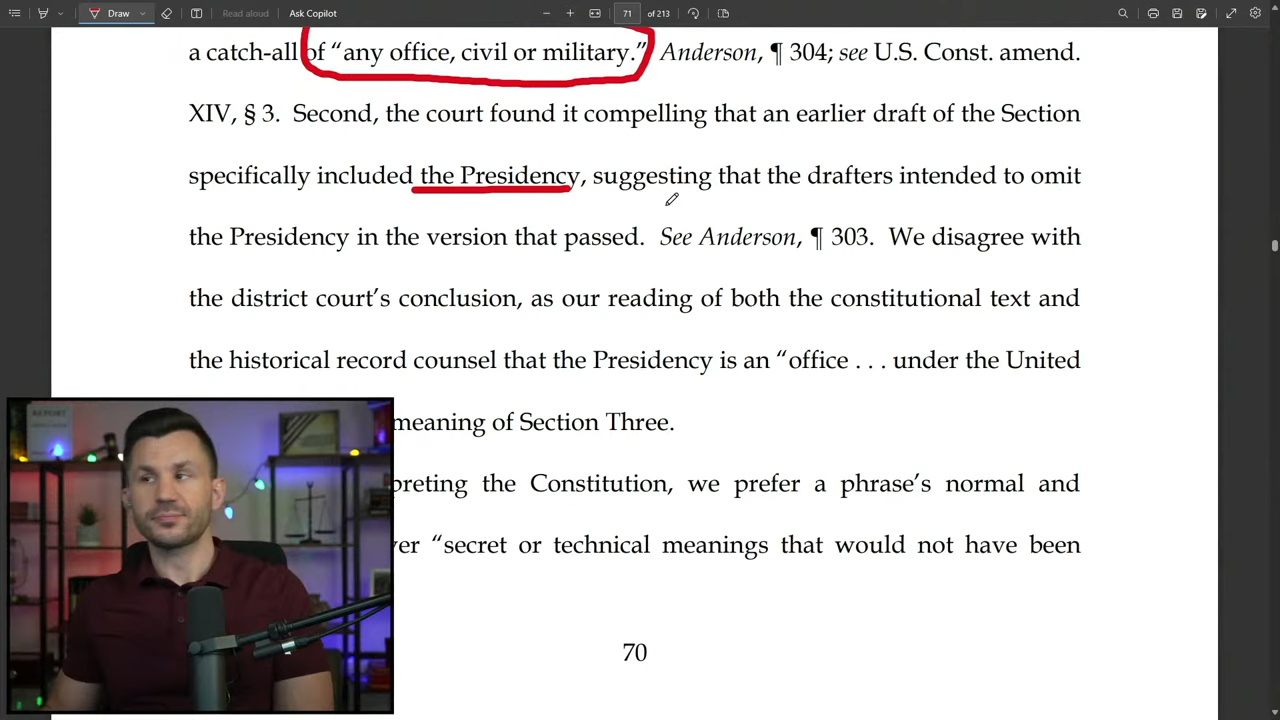 Draw
Read aloud
Ask Copilot
71 of 213
a catch-all of “any office, civil or military.” Anderson, ¶ 304; see U.S. Const. amend.
XIV, § 3. Second, the court found it compelling that an earlier draft of the Section
specifically included the Presidency, suggesting that the drafters intended to omit
the Presidency in the version that passed. See Anderson, ¶ 303. We disagree with
the district court’s conclusion, as our reading of both the constitutional text and
the historical record counsel that the Presidency is an “office . . . under the United
meaning of Section Three.
preting the Constitution, we prefer a phrase’s normal and
ver “secret or technical meanings that would not have been
70